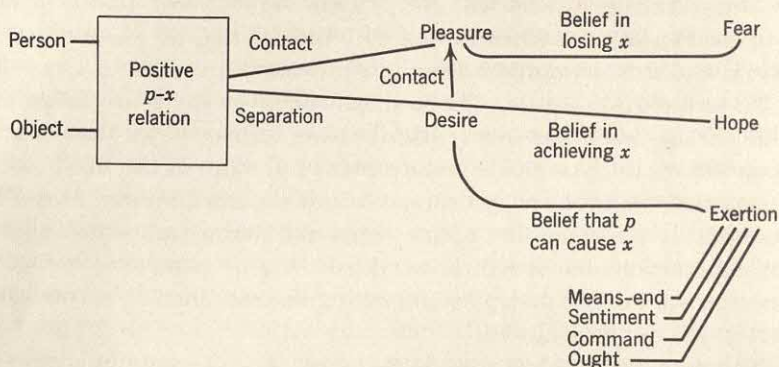 Person
Object
Positive
p-x
relation
Contact
Separation
Pleasure
Contact
Desire
Belief in
losing x
Fear
Belief in
achieving x
Hope
Belief that p
can cause x
Exertion
Means–end
Sentiment
Command
Ought